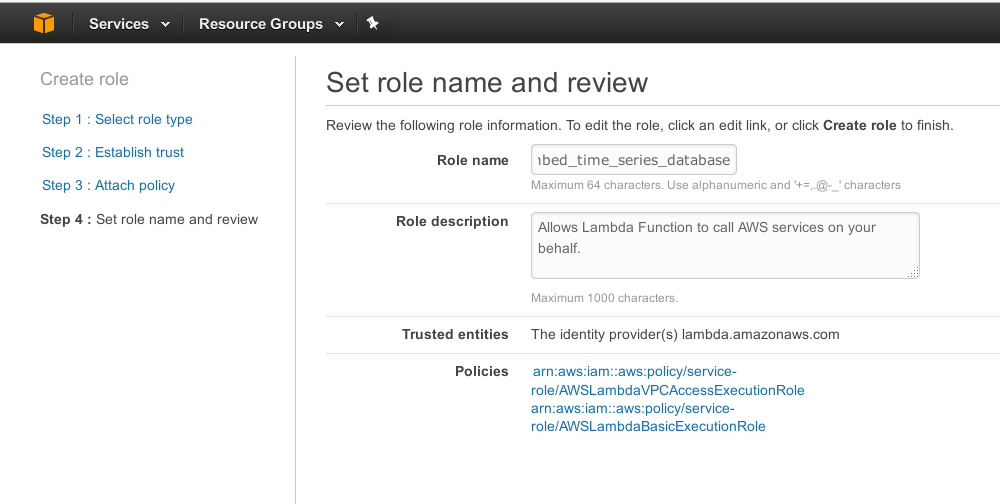 Services Resource Groups
Create role
Step 1 : Select role type
Step 2 : Establish trust
Step 3 : Attach policy
Step 4 : Set role name and review
Set role name and review
Review the following role information. To edit the role, click an edit link, or click Create role to finish.
Role name
bed_time_series_database
Maximum 64 characters. Use alphanumeric and '+=,.@-_' characters
Role description
Allows Lambda Function to call AWS services on your
behalf.
Maximum 1000 characters.
Trusted entities The identity provider(s) lambda.amazonaws.com
Policies
arn:aws:iam::aws:policy/service-
role/AWSLambdaVPCAccessExecutionRole
arn:aws:iam::aws:policy/service-
role/AWSLambdaBasicExecutionRole